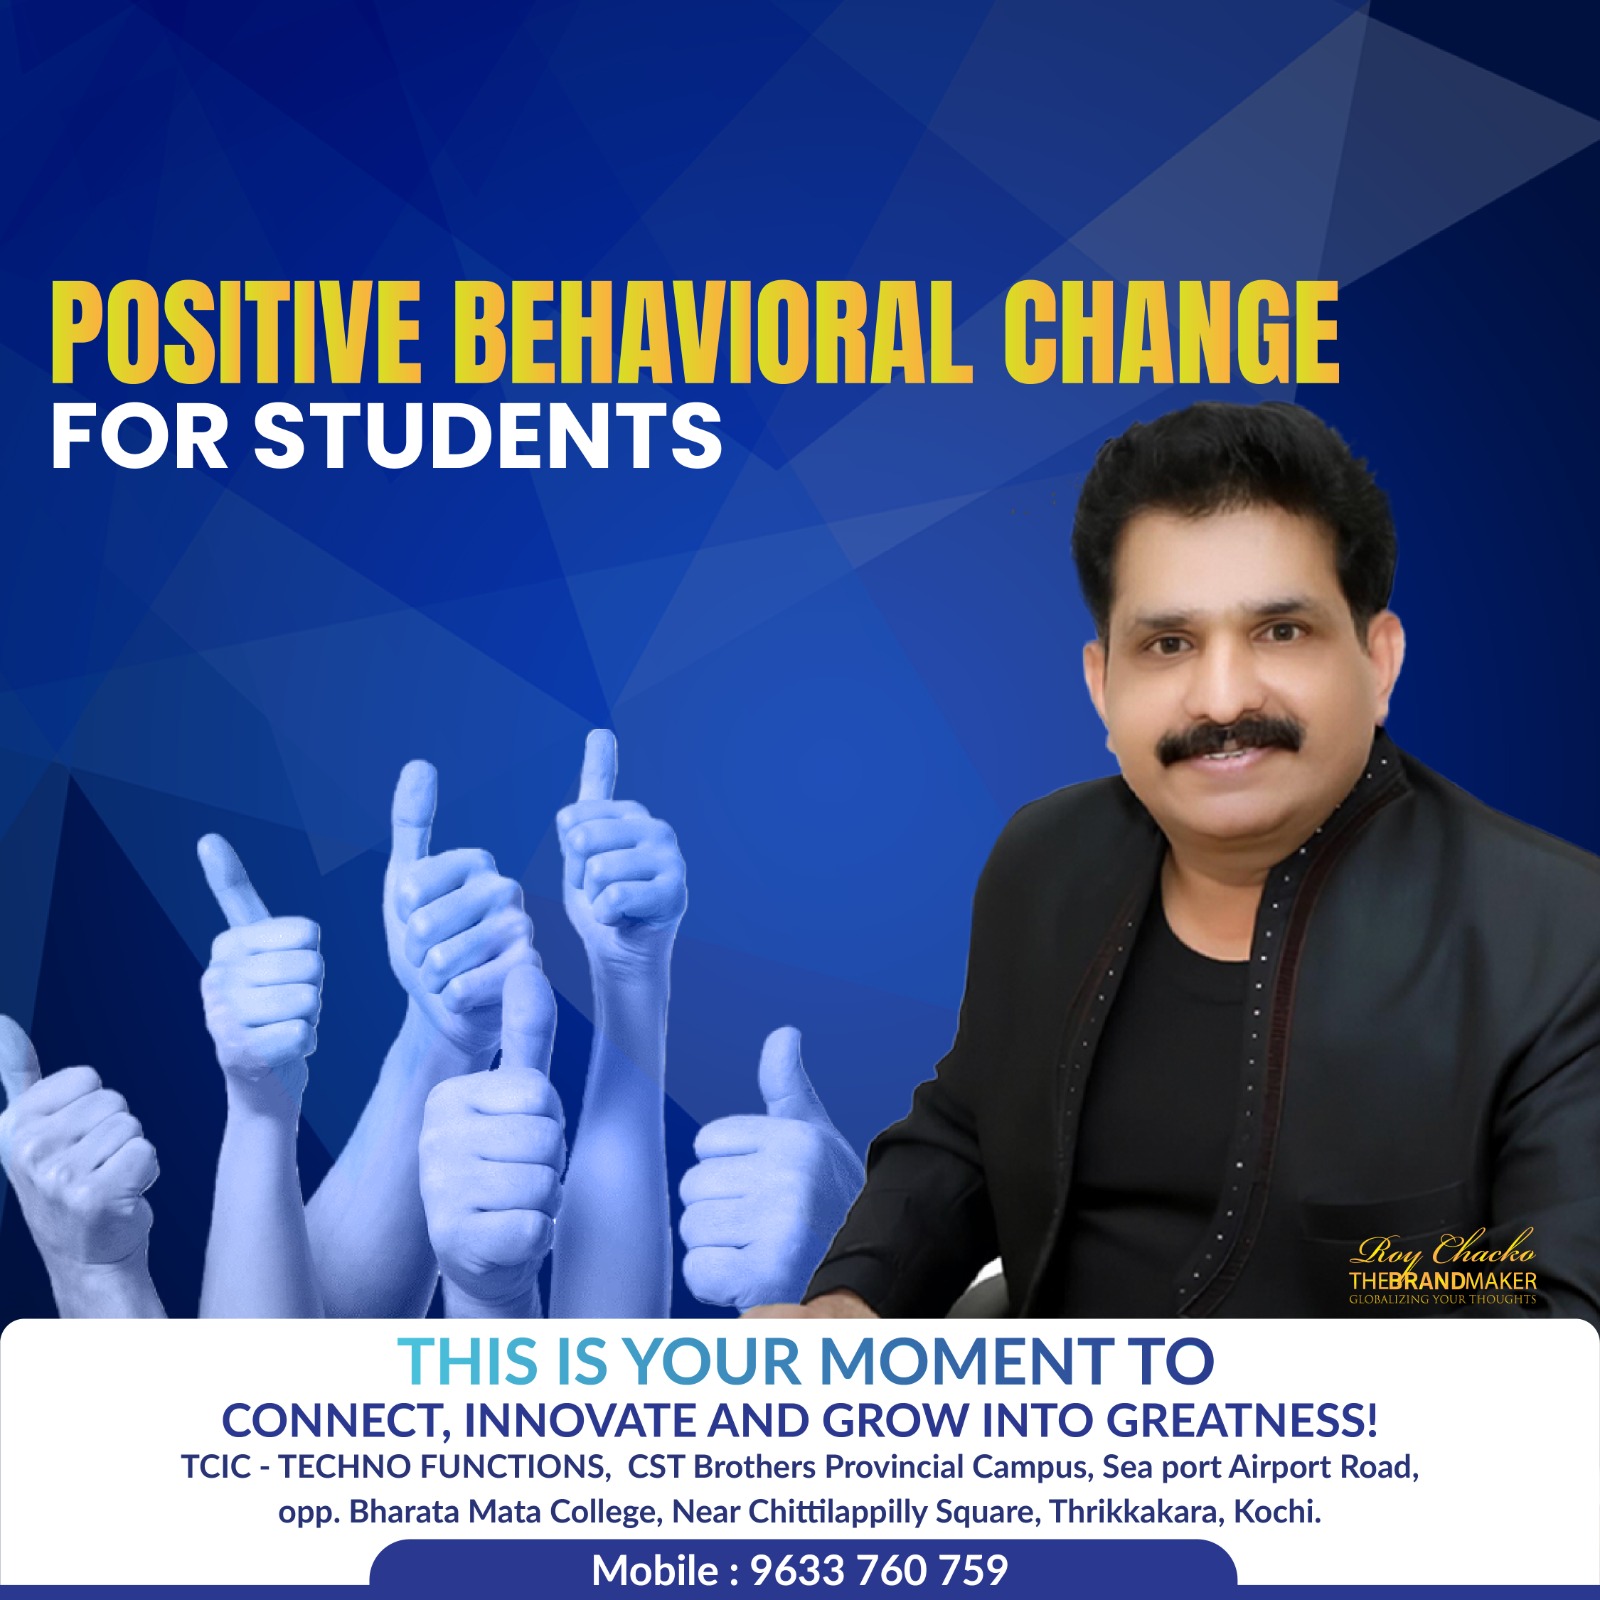 POSITIVE BEHAVIORAL CHANGE
FOR STUDENTS
Roy Chacko
THEBRANDMAKER
GLOBALIZING YOUR THOUGHTS
THIS IS YOUR MOMENT TO
CONNECT, INNOVATE AND GROW INTO GREATNESS!
TCIC - TECHNO FUNCTIONS, CST Brothers Provincial Campus, Sea port Airport Road,
opp. Bharata Mata College, Near Chittilappilly Square, Thrikkakara, Kochi.
Mobile : 9633 760 759